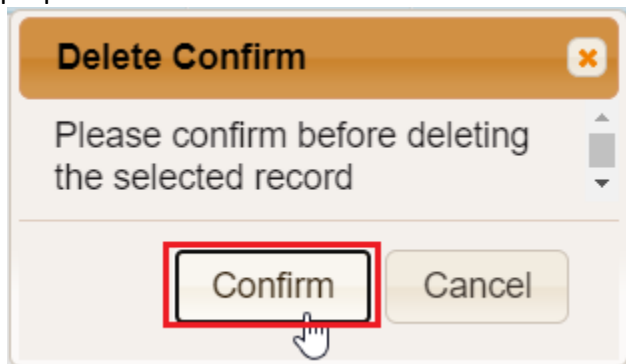 Delete Confirm
Please confirm before deleting
the selected record
Confirm
Cancel